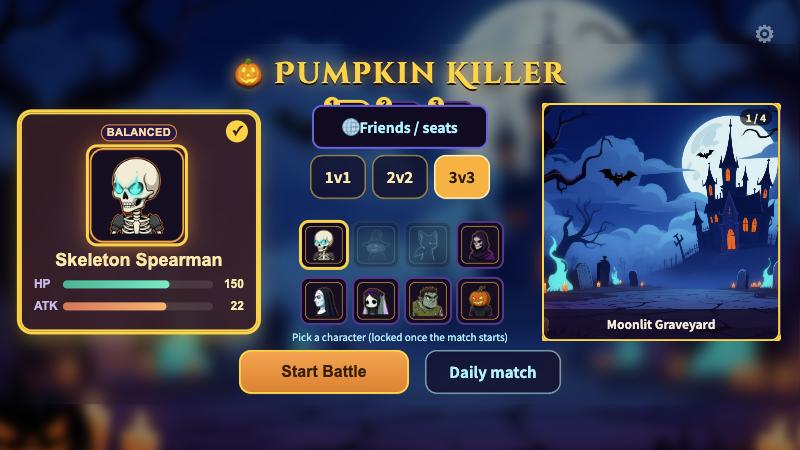 PUMPKIN KILLER
BALANCED
Skeleton Spearman
HP 150
ATK 22
Friends / seats
1v1 2v2 3v3
Pick a character (locked once the match starts)
Start Battle
Daily match
1 / 4
Moonlit Graveyard